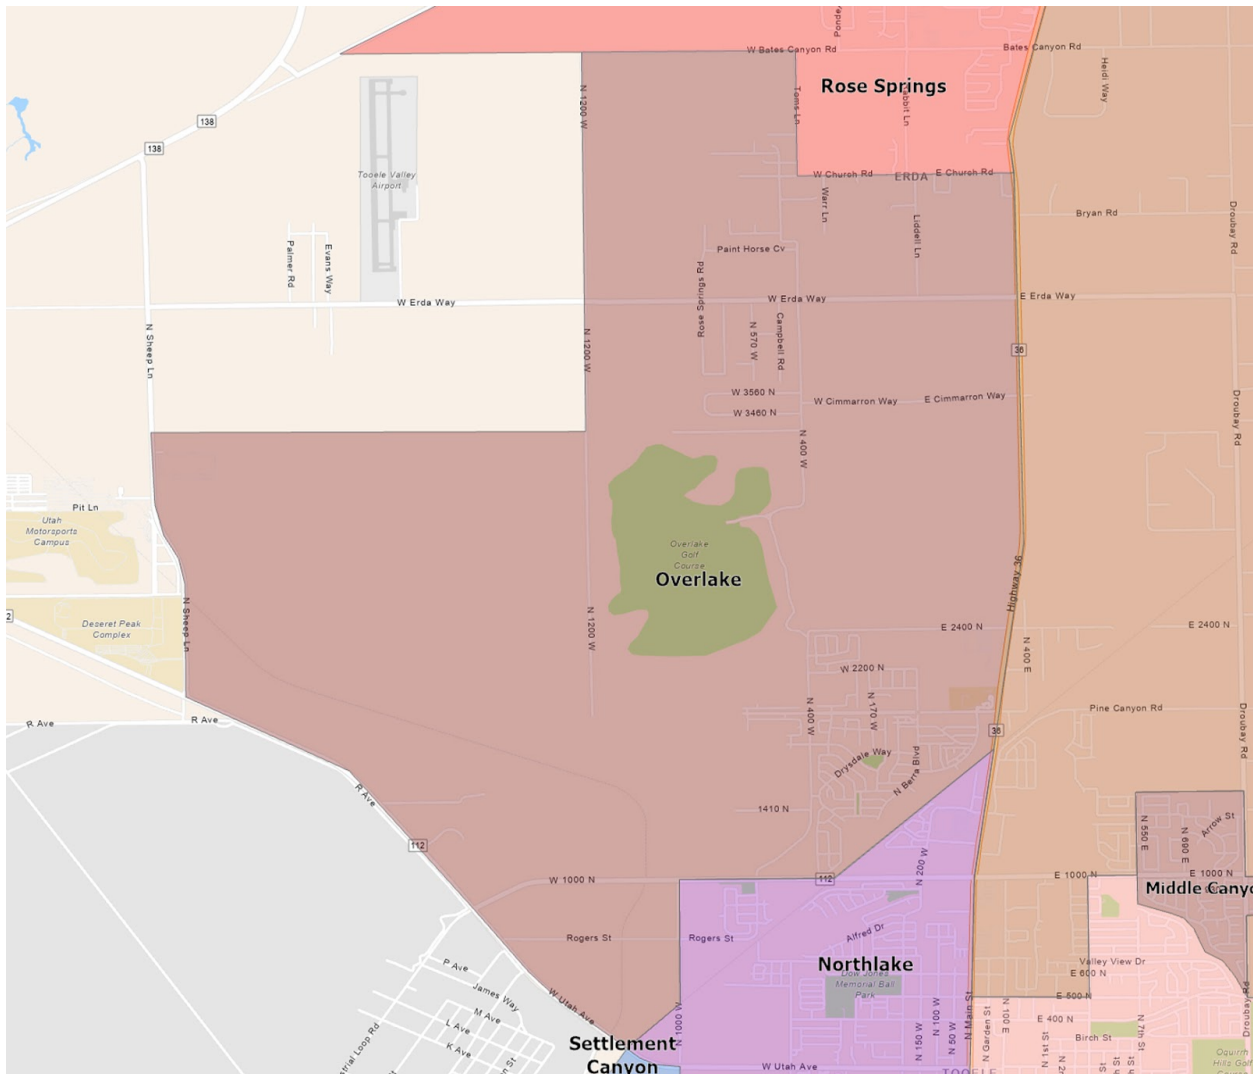 W Bates Canyon Rd
Bates Canyon Rd
Rose Springs
Heidi Way
N 1200 W
Toms Ln
138
138
Tooele Valley
Airport
W Church Rd
ERDA
E Church Rd
Warr Ln
Liddell Ln
Bryan Rd
Droubay Rd
Palmer Rd
Evans Way
Paint Horse Cv
Rose Springs Rd
W Erda Way
W Erda Way
E Erda Way
N Sheep Ln
N 1200 W
N 570 W
Campbell Rd
36
W 3560 N
W 3460 N
W Cimmarron Way
E Cimmarron Way
Droubay Rd
N 400 W
Pit Ln
Utah
Motorsports
Campus
Overlake
Golf
Course
Overlake
Highway 36
N Sheep Ln
Deseret Peak
Complex
2
N 1200 W
E 2400 N
E 2400 N
N 400 E
W 2200 N
N 170 W
N 400 W
R Ave
R Ave
Pine Canyon Rd
36
Droubay Rd
Drysdale Way
N Berra Blvd
R Ave
1410 N
N 550 E
N 690 E
Arrow St
112
W 1000 N
112
N 200 W
E 1000 N
E 1000 N
Middle Canyo
Rogers St
Rogers St
Alfred Dr
Northlake
Dow Jones
Memorial Ball
Park
Valley View Dr
E 600 N
E 500 N
P Ave
James Way
M Ave
L Ave
K Ave
W Utah Ave
N 1000 W
N 150 W
N 100 W
N 50 W
N Main St
N Garden St
N 100 E
E 400 N
N 1st St
Birch St
N 7th St
Settlement
Canyon
strial Loop Rd
W Utah Ave
TOOELE
Oquirrh
Hills Golf